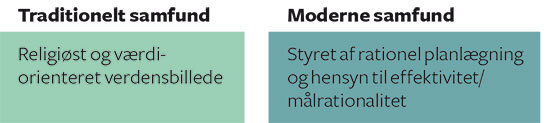 Traditionelt samfund
Religiøst og værdi-
orienteret verdensbillede
Moderne samfund
Styret af rationel planlægning
og hensyn til effektivitet/
målrationalitet